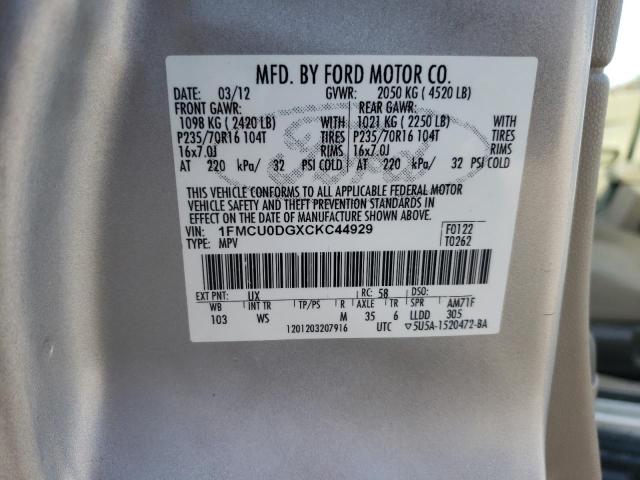 MFD. BY FORD MOTOR CO.
DATE: 03/12 GVWR: 2050 KG ( 4520 LB)
FRONT GAWR: REAR GAWR:
1098 KG ( 2420 LB) WITH 1021 KG ( 2250 LB) WITH
P235/70R16 104T TIRES P235/70R16 104T TIRES
16x7.0J RIMS 16x7.0J RIMS
AT 220 kPa/ 32 PSI COLD AT 220 kPa/ 32 PSI COLD
Ford
THIS VEHICLE CONFORMS TO ALL APPLICABLE FEDERAL MOTOR
VEHICLE SAFETY AND THEFT PREVENTION STANDARDS IN
EFFECT ON THE DATE OF MANUFACTURE SHOWN ABOVE.
VIN: 1FMCU0DGXCKC44929 F0122
TYPE: MPV T0262
EXT PNT: UX RC: 58 DSO:
WB INT TR TP/PS R AXLE TR SPR AM71F
103 WS M 35 6 LLDD 305
1201203207916 UTC ▽5U5A-1520472-BA